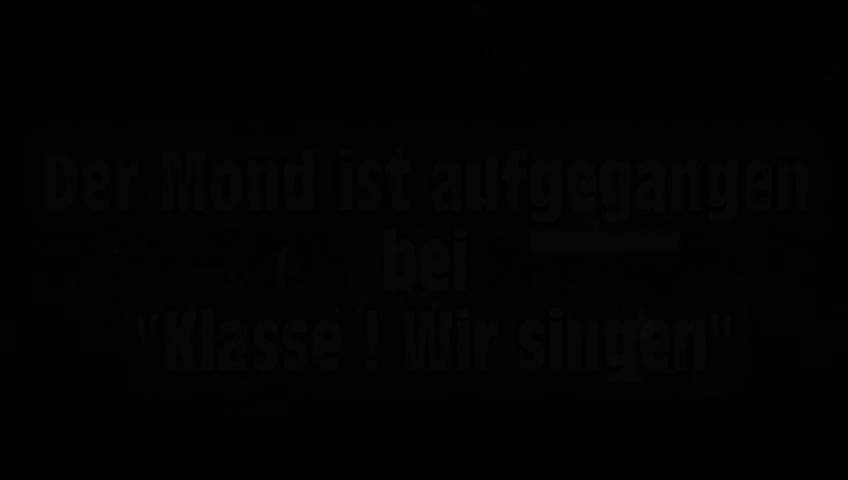 Der Mond ist aufgegangen
bei
"Klasse ! Wir singen"